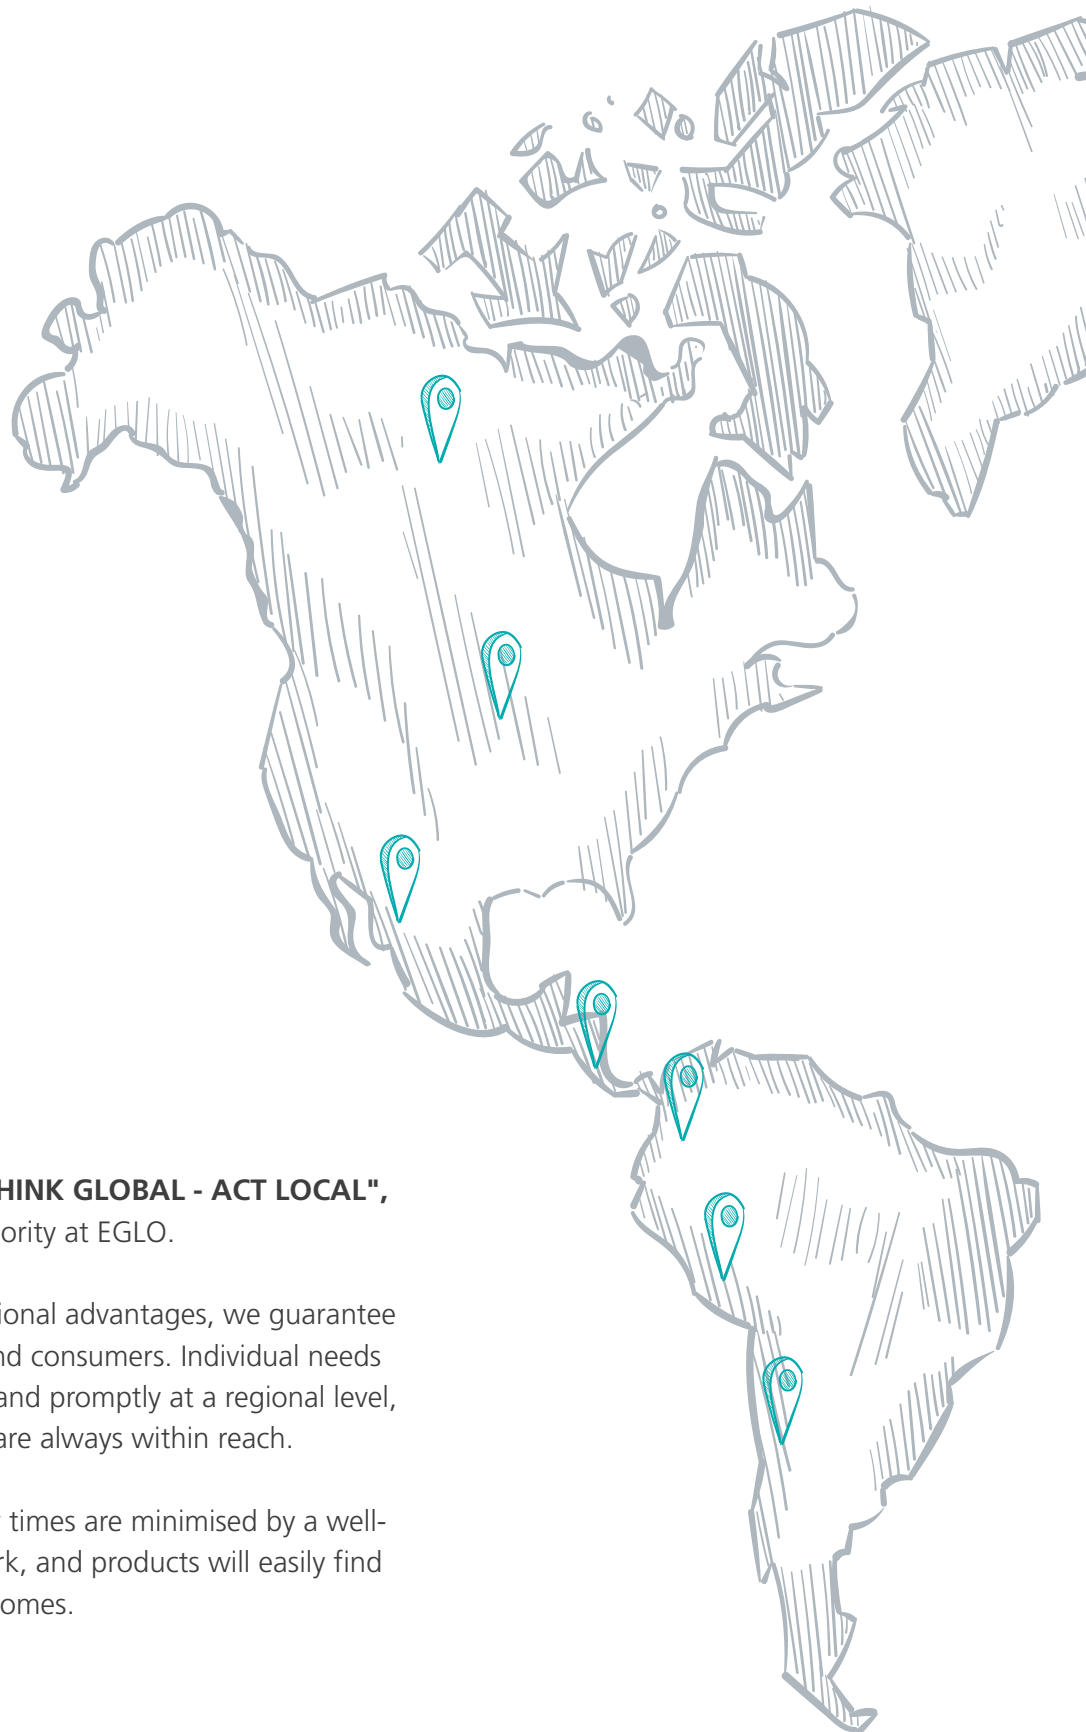 HINK GLOBAL - ACT LOCAL",
ority at EGLO.
ional advantages, we guarantee
nd consumers. Individual needs
and promptly at a regional level,
are always within reach.
times are minimised by a well-
rk, and products will easily find
omes.